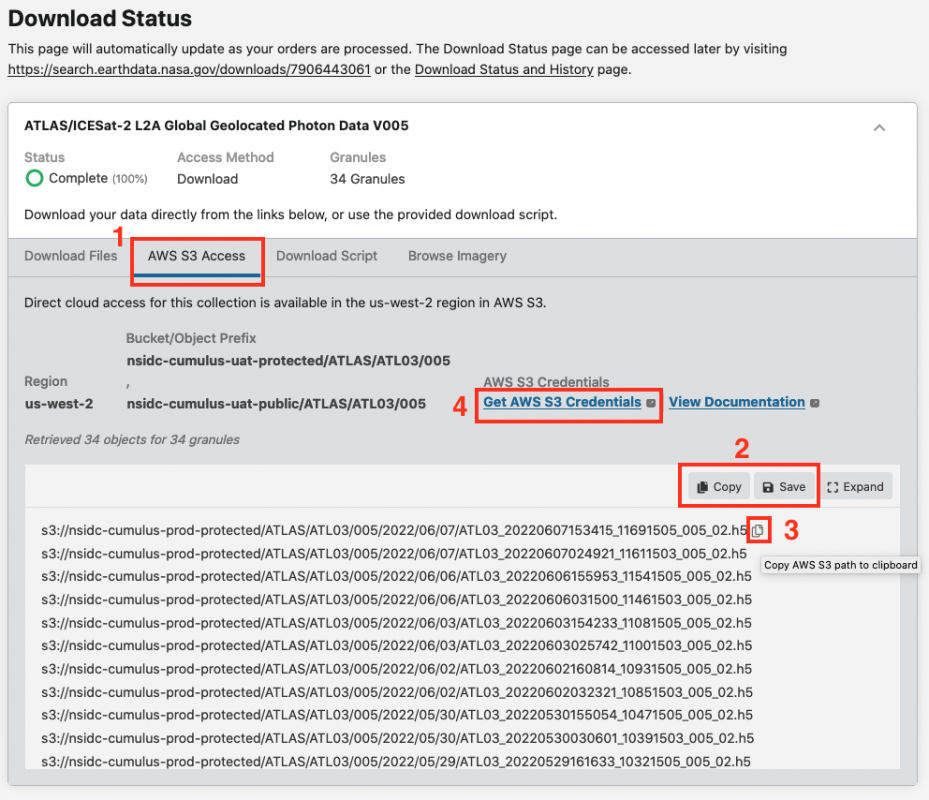 Download Status
This page will automatically update as your orders are processed. The Download Status page can be accessed later by visiting
https://search.earthdata.nasa.gov/downloads/7906443061 or the Download Status and History page.
ATLAS/ICESat-2 L2A Global Geolocated Photon Data V005
Status Access Method Granules
Complete (100%) Download 34 Granules
Download your data directly from the links below, or use the provided download script.
1
Download Files AWS S3 Access Download Script Browse Imagery
Direct cloud access for this collection is available in the us-west-2 region in AWS S3.
Bucket/Object Prefix
nsidc-cumulus-uat-protected/ATLAS/ATL03/005
Region , AWS S3 Credentials
us-west-2 nsidc-cumulus-uat-public/ATLAS/ATL03/005 4 Get AWS S3 Credentials View Documentation
Retrieved 34 objects for 34 granules
2
Copy Save Expand
s3://nsidc-cumulus-prod-protected/ATLAS/ATL03/005/2022/06/07/ATL03_20220607153415_11691505_005_02.h5 3
s3://nsidc-cumulus-prod-protected/ATLAS/ATL03/005/2022/06/07/ATL03_20220607024921_11611503_005_02.h5
Copy AWS S3 path to clipboard
s3://nsidc-cumulus-prod-protected/ATLAS/ATL03/005/2022/06/06/ATL03_20220606155953_11541505_005_02.h5
s3://nsidc-cumulus-prod-protected/ATLAS/ATL03/005/2022/06/06/ATL03_20220606031500_11461503_005_02.h5
s3://nsidc-cumulus-prod-protected/ATLAS/ATL03/005/2022/06/03/ATL03_20220603154233_11081505_005_02.h5
s3://nsidc-cumulus-prod-protected/ATLAS/ATL03/005/2022/06/03/ATL03_20220603025742_11001503_005_02.h5
s3://nsidc-cumulus-prod-protected/ATLAS/ATL03/005/2022/06/02/ATL03_20220602160814_10931505_005_02.h5
s3://nsidc-cumulus-prod-protected/ATLAS/ATL03/005/2022/06/02/ATL03_20220602032321_10851503_005_02.h5
s3://nsidc-cumulus-prod-protected/ATLAS/ATL03/005/2022/05/30/ATL03_20220530155054_10471505_005_02.h5
s3://nsidc-cumulus-prod-protected/ATLAS/ATL03/005/2022/05/30/ATL03_20220530030601_10391503_005_02.h5
s3://nsidc-cumulus-prod-protected/ATLAS/ATL03/005/2022/05/29/ATL03_20220529161633_10321505_005_02.h5